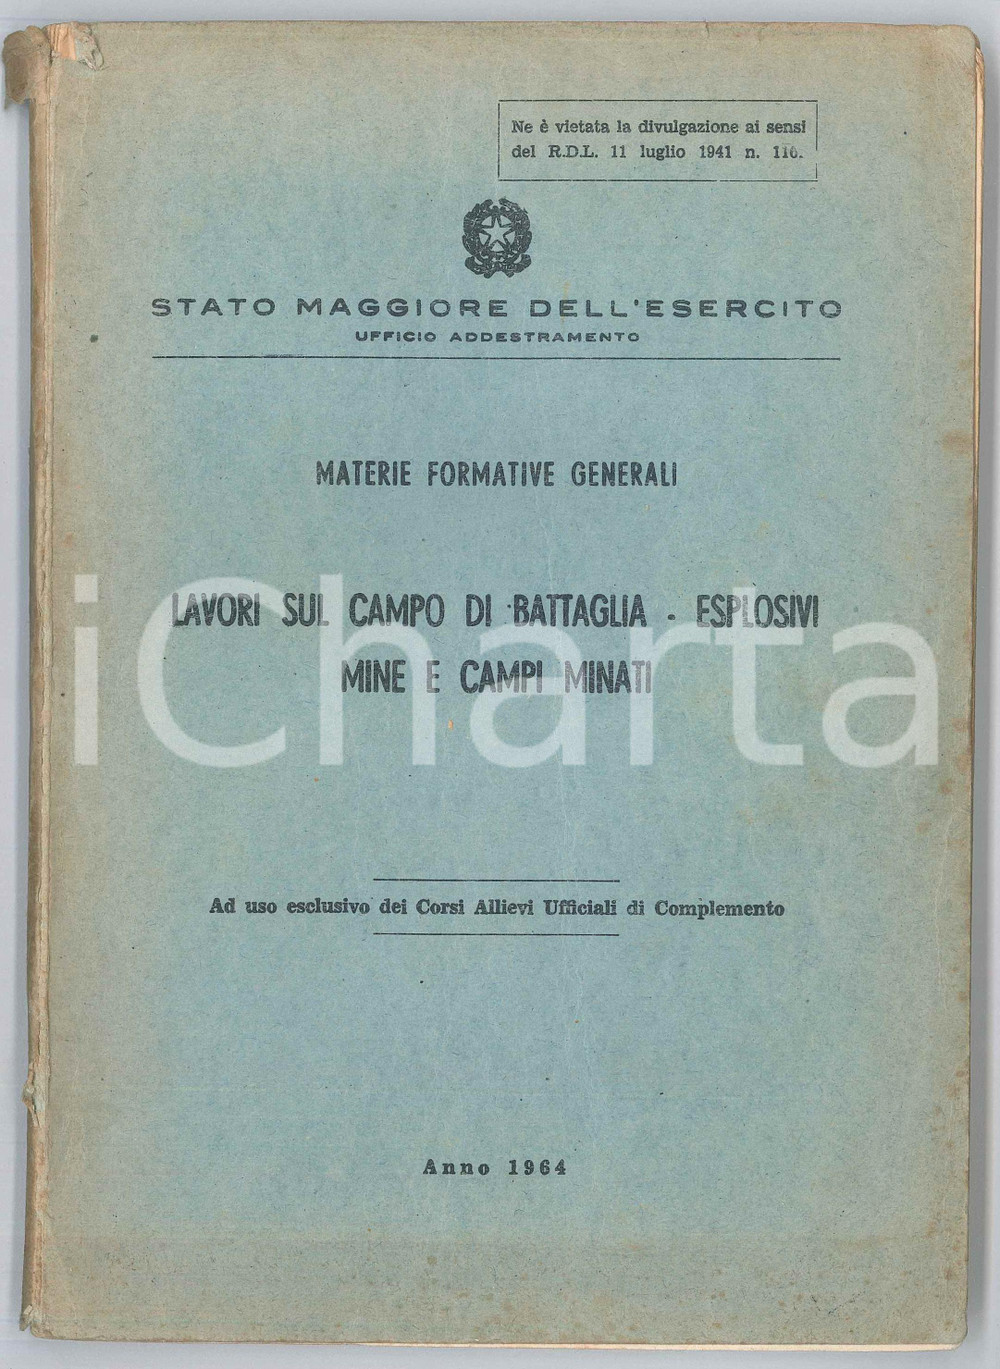 Ne è vietata la divulgazione ai sensi
del R.D.L. 11 luglio 1941 n. 110.
STATO MAGGIORE DELL'ESERCITO
UFFICIO ADDESTRAMENTO
MATERIE FORMATIVE GENERALI
LAVORI SUL CAMPO DI BATTAGLIA - ESPLOSIVI
MINE E CAMPI MINATI
iCharta
Ad uso esclusivo dei Corsi Allievi Ufficiali di Complemento
Anno 1964